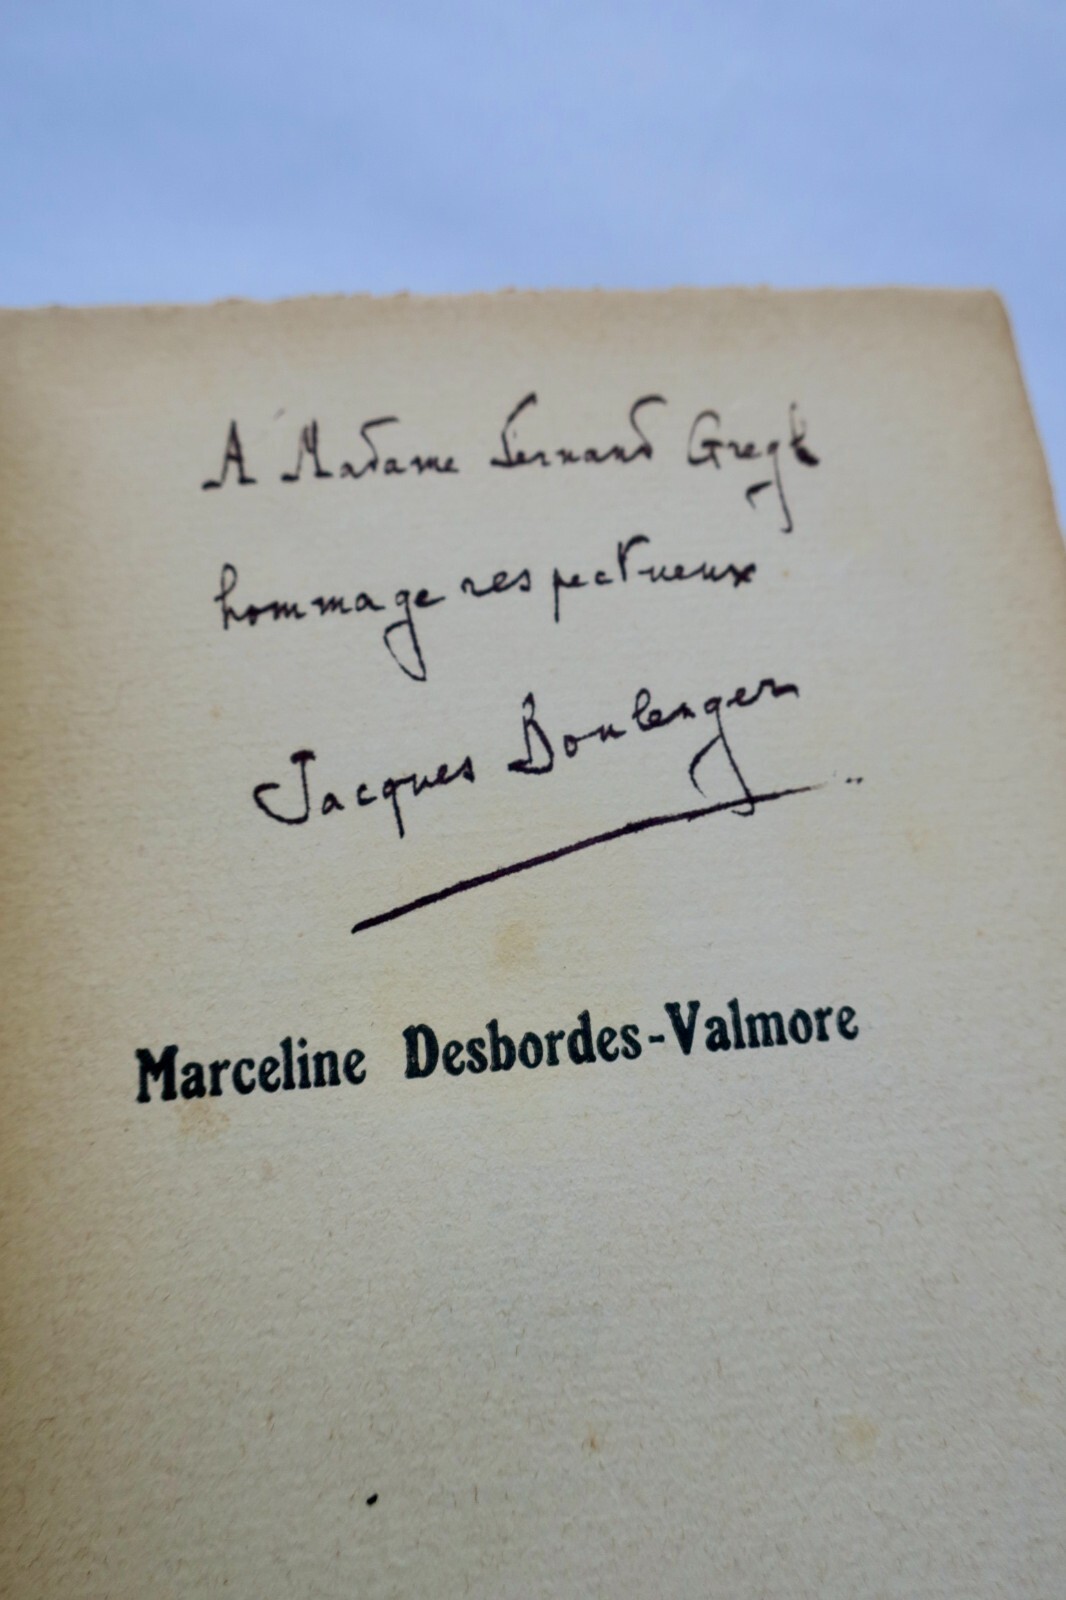 A Madame Fernand Gregh
hommage respectueux
Jacques Boulenger
Marceline Desbordes-Valmore